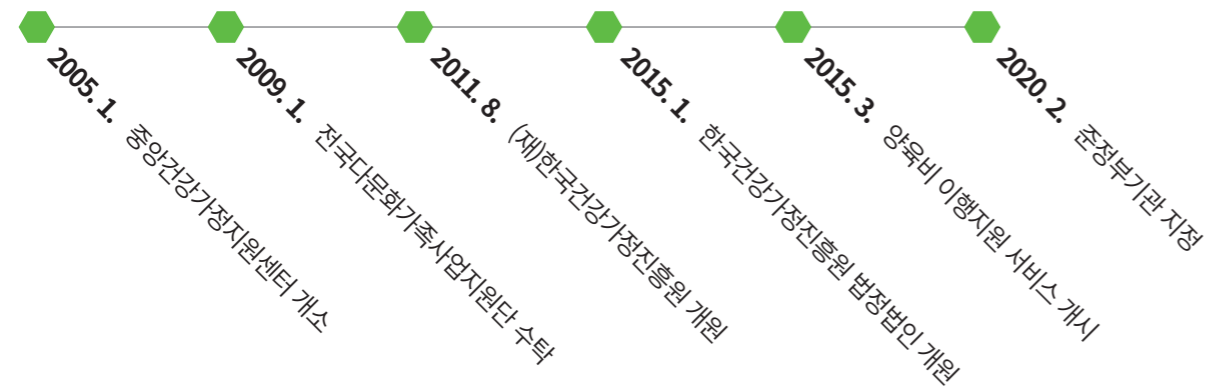 2005. 1. 중앙건강가정지원센터 개소
2009. 1. 전국다문화가족사업지원단 수탁
2011. 8. (재)한국건강가정진흥원 개원
2015. 1. 한국건강가정진흥원 법정법인 개원
2015. 3. 양육비 이행지원 서비스 개시
2020. 2. 준정부기관 지정